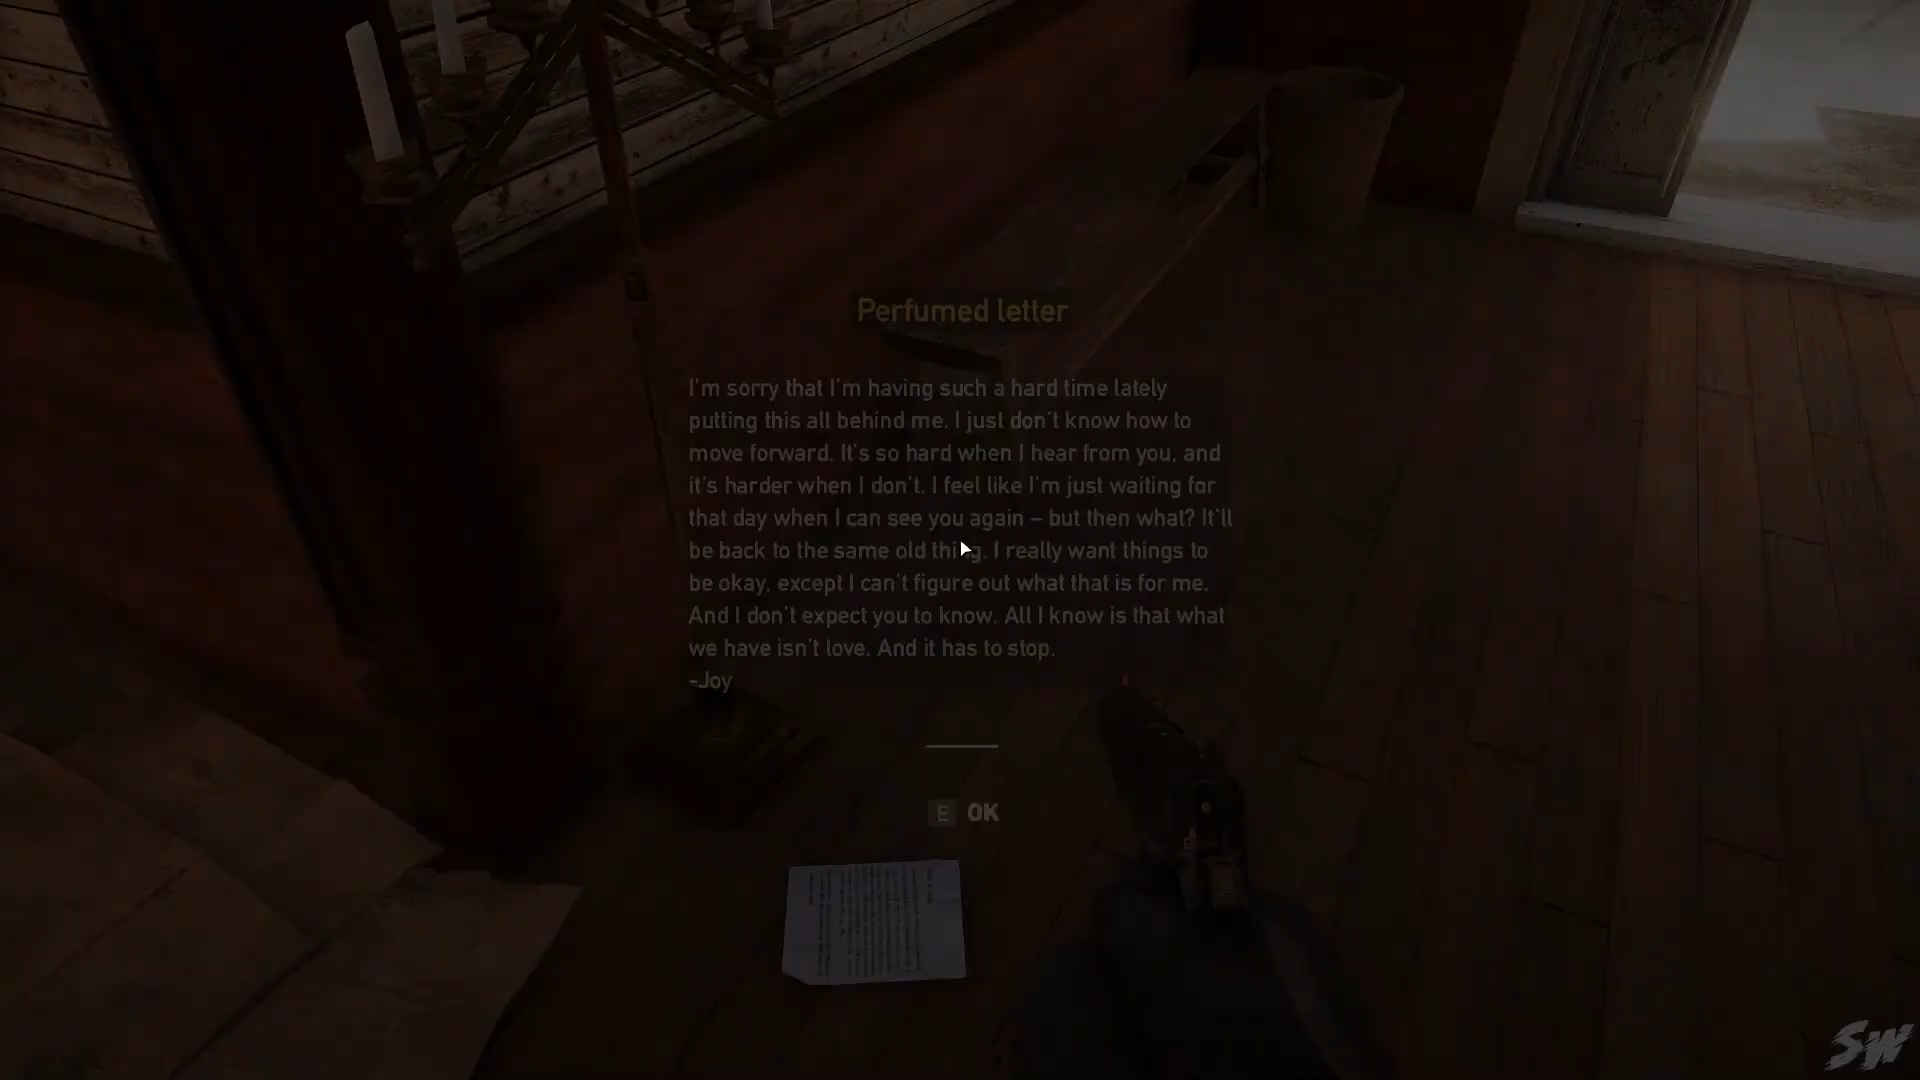 Perfumed letter
I'm sorry that I'm having such a hard time lately
putting this all behind me. I just don't know how to
move forward. It's so hard when I hear from you, and
it's harder when I don't. I feel like I'm just waiting for
that day when I can see you again – but then what? It'll
be back to the same old thing. I really want things to
be okay, except I can't figure out what that is for me.
And I don't expect you to know. All I know is that what
we have isn't love. And it has to stop.
-Joy
E OK
SW